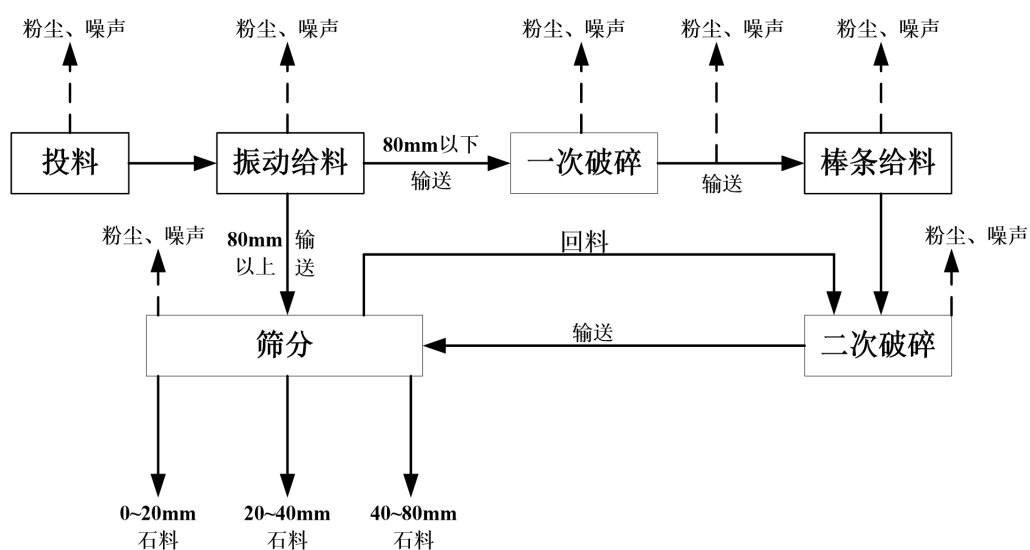 粉尘、噪声
粉尘、噪声
粉尘、噪声
粉尘、噪声
粉尘、噪声
投料
振动给料
80mm以下
输送
一次破碎
输送
棒条给料
粉尘、噪声
80mm
以上
输
送
回料
粉尘、噪声
筛分
输送
二次破碎
0~20mm
石料
20~40mm
石料
40~80mm
石料